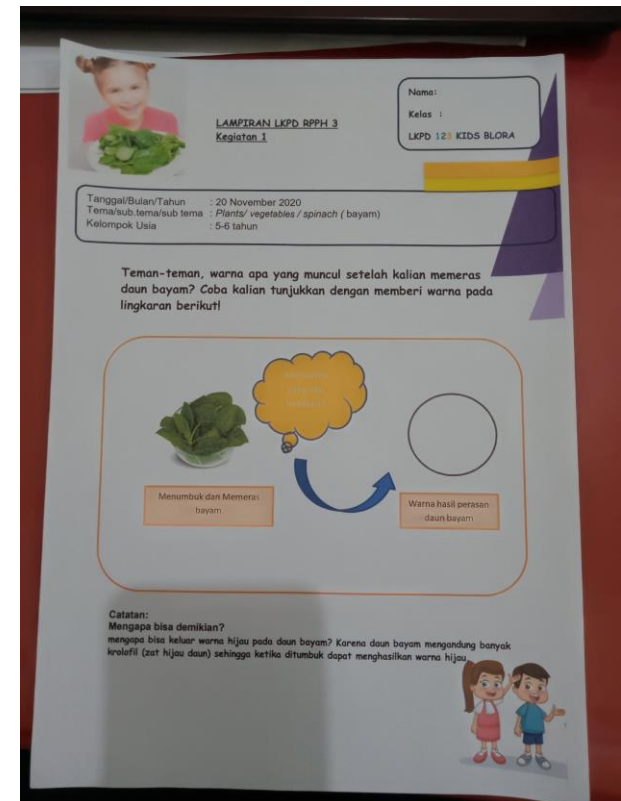 LAMPIRAN LKPD RPPH 3
Kegiatan 1
Nama:
Kelas :
LKPD 123 KIDS BLORA
Tanggal/Bulan/Tahun : 20 November 2020
Tema/sub.tema/sub tema : Plants/ vegetables / spinach ( bayam)
Kelompok Usia : 5-6 tahun
Teman-teman, warna apa yang muncul setelah kalian memeras
daun bayam? Coba kalian tunjukkan dengan memberi warna pada
lingkaran berikut!
Menumbuk dan Memeras
bayam
Warna hasil perasan
daun bayam
Catatan:
Mengapa bisa demikian?
mengapa bisa keluar warna hijau pada daun bayam? Karena daun bayam mengandung banyak
krolofil (zat hijau daun) sehingga ketika ditumbuk dapat menghasilkan warna hijau